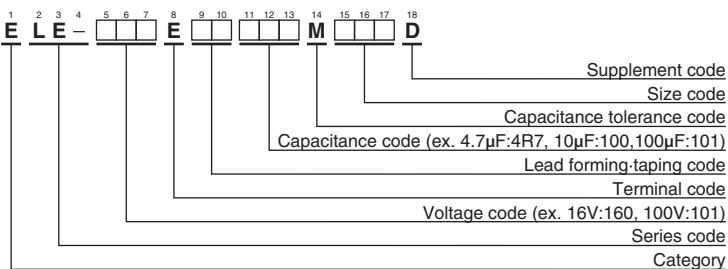 1 2 3 4 5 6 7 8 9 10 11 12 13 14 15 16 17 18
E L E – □□□ E □□ □□□ M □□□ D
Supplement code
Size code
Capacitance tolerance code
Capacitance code (ex. 4.7µF:4R7, 10µF:100,100µF:101)
Lead forming·taping code
Terminal code
Voltage code (ex. 16V:160, 100V:101)
Series code
Category